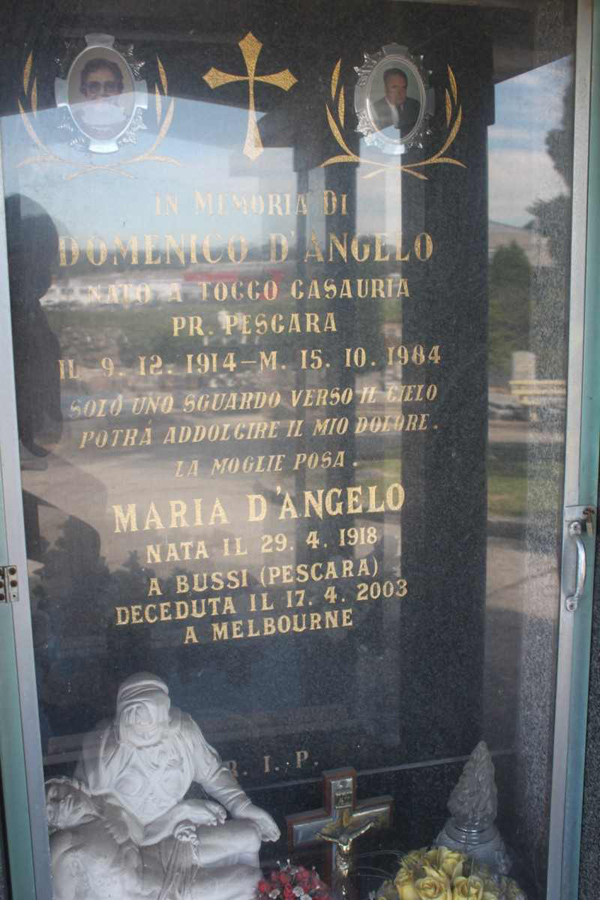 IN MEMORIA DI
DOMENICO D'ANGELO
NATO A TOCCO CASAURIA
PR. PESCARA
IL 9. 12. 1914 – M. 15. 10. 1984
SOLO UNO SGUARDO VERSO IL CIELO
POTRÁ ADDOLCIRE IL MIO DOLORE.
LA MOGLIE POSA.
MARIA D'ANGELO
NATA IL 29. 4. 1918
A BUSSI (PESCARA)
DECEDUTA IL 17. 4. 2003
A MELBOURNE
R. I. P.